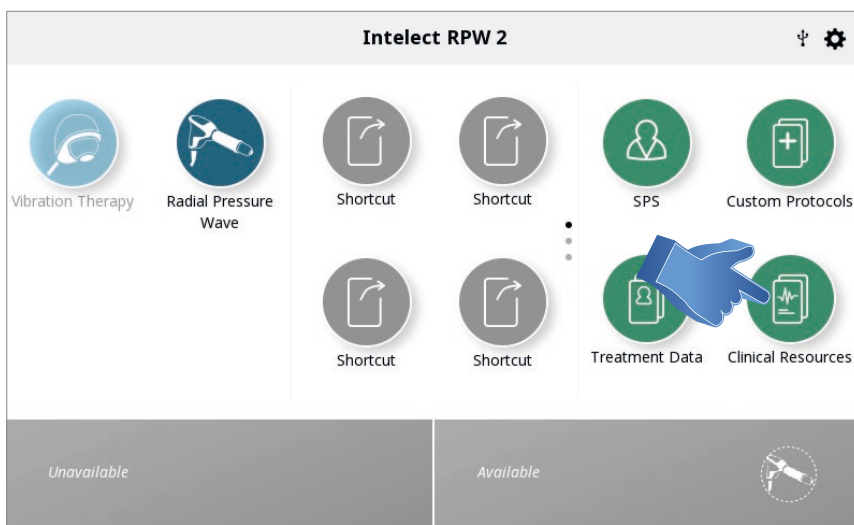 Intelect RPW 2
Vibration Therapy
Radial Pressure
Wave
Shortcut
Shortcut
SPS
Custom Protocols
Shortcut
Shortcut
Treatment Data
Clinical Resources
Unavailable
Available